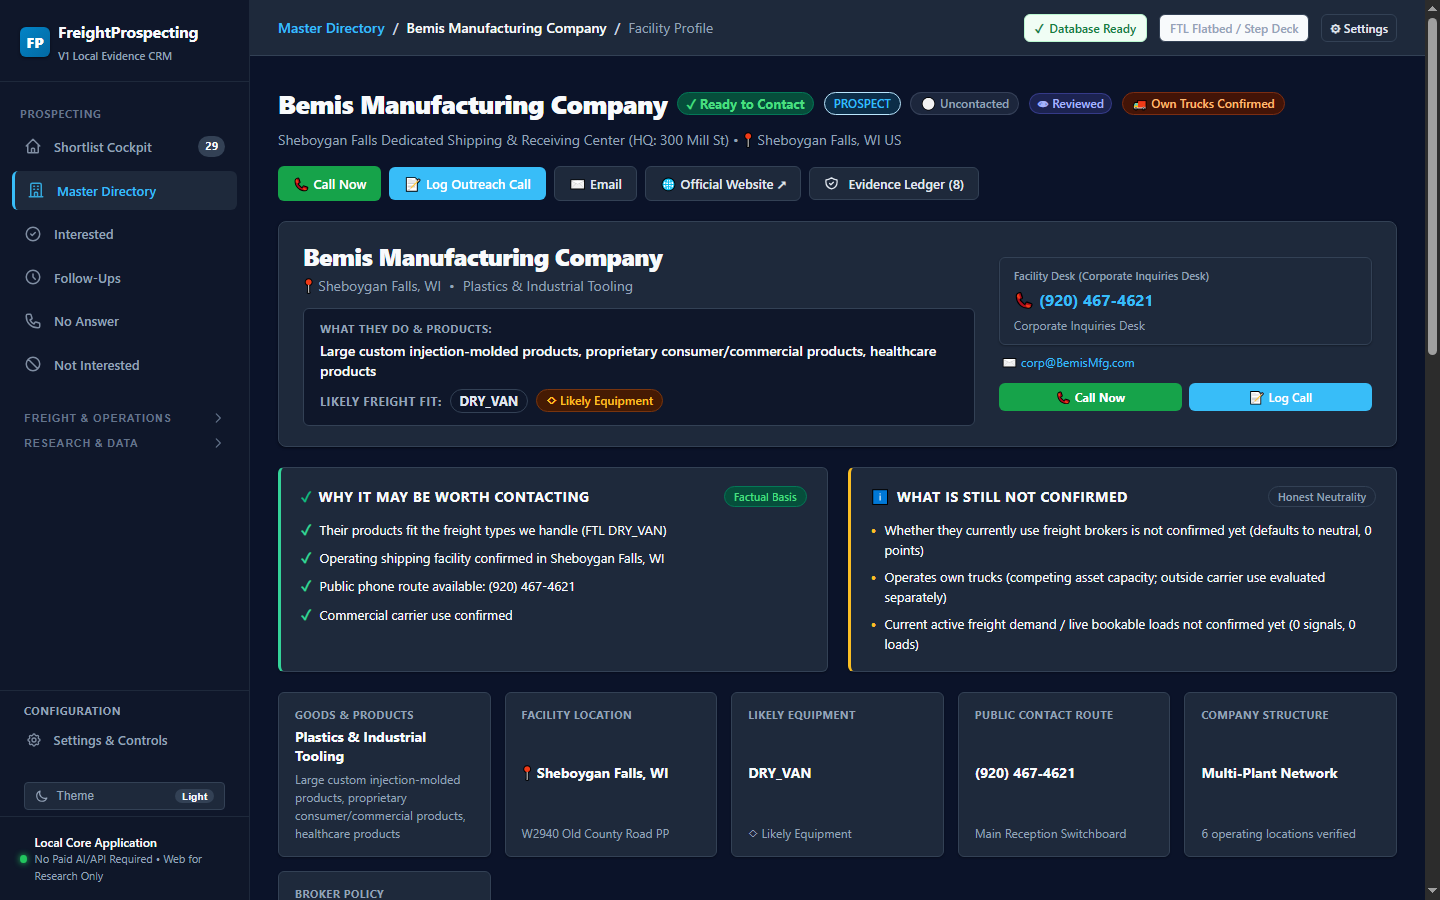 FP
FreightProspecting
V1 Local Evidence CRM
PROSPECTING
Shortlist Cockpit 29
Master Directory
Interested
Follow-Ups
No Answer
Not Interested
FREIGHT & OPERATIONS
RESEARCH & DATA
CONFIGURATION
Settings & Controls
Theme Light
Local Core Application
No Paid AI/API Required • Web for
Research Only
Master Directory / Bemis Manufacturing Company / Facility Profile
✓ Database Ready
FTL Flatbed / Step Deck
⚙ Settings
Bemis Manufacturing Company ✓ Ready to Contact PROSPECT Uncontacted Reviewed Own Trucks Confirmed
Sheboygan Falls Dedicated Shipping & Receiving Center (HQ: 300 Mill St) • 📍 Sheboygan Falls, WI US
📞 Call Now
📝 Log Outreach Call
✉️ Email
🌐 Official Website ↗
Evidence Ledger (8)
Bemis Manufacturing Company
📍 Sheboygan Falls, WI • Plastics & Industrial Tooling
WHAT THEY DO & PRODUCTS:
Large custom injection-molded products, proprietary consumer/commercial products, healthcare
products
LIKELY FREIGHT FIT: DRY_VAN ◇ Likely Equipment
Facility Desk (Corporate Inquiries Desk)
📞 (920) 467-4621
Corporate Inquiries Desk
✉️ corp@BemisMfg.com
📞 Call Now
📝 Log Call
✓ WHY IT MAY BE WORTH CONTACTING Factual Basis
✓ Their products fit the freight types we handle (FTL DRY_VAN)
✓ Operating shipping facility confirmed in Sheboygan Falls, WI
✓ Public phone route available: (920) 467-4621
✓ Commercial carrier use confirmed
ℹ️ WHAT IS STILL NOT CONFIRMED Honest Neutrality
• Whether they currently use freight brokers is not confirmed yet (defaults to neutral, 0
points)
• Operates own trucks (competing asset capacity; outside carrier use evaluated
separately)
• Current active freight demand / live bookable loads not confirmed yet (0 signals, 0
loads)
GOODS & PRODUCTS
Plastics & Industrial
Tooling
Large custom injection-molded
products, proprietary
consumer/commercial products,
healthcare products
FACILITY LOCATION
📍 Sheboygan Falls, WI
W2940 Old County Road PP
LIKELY EQUIPMENT
DRY_VAN
◇ Likely Equipment
PUBLIC CONTACT ROUTE
(920) 467-4621
Main Reception Switchboard
COMPANY STRUCTURE
Multi-Plant Network
6 operating locations verified
BROKER POLICY